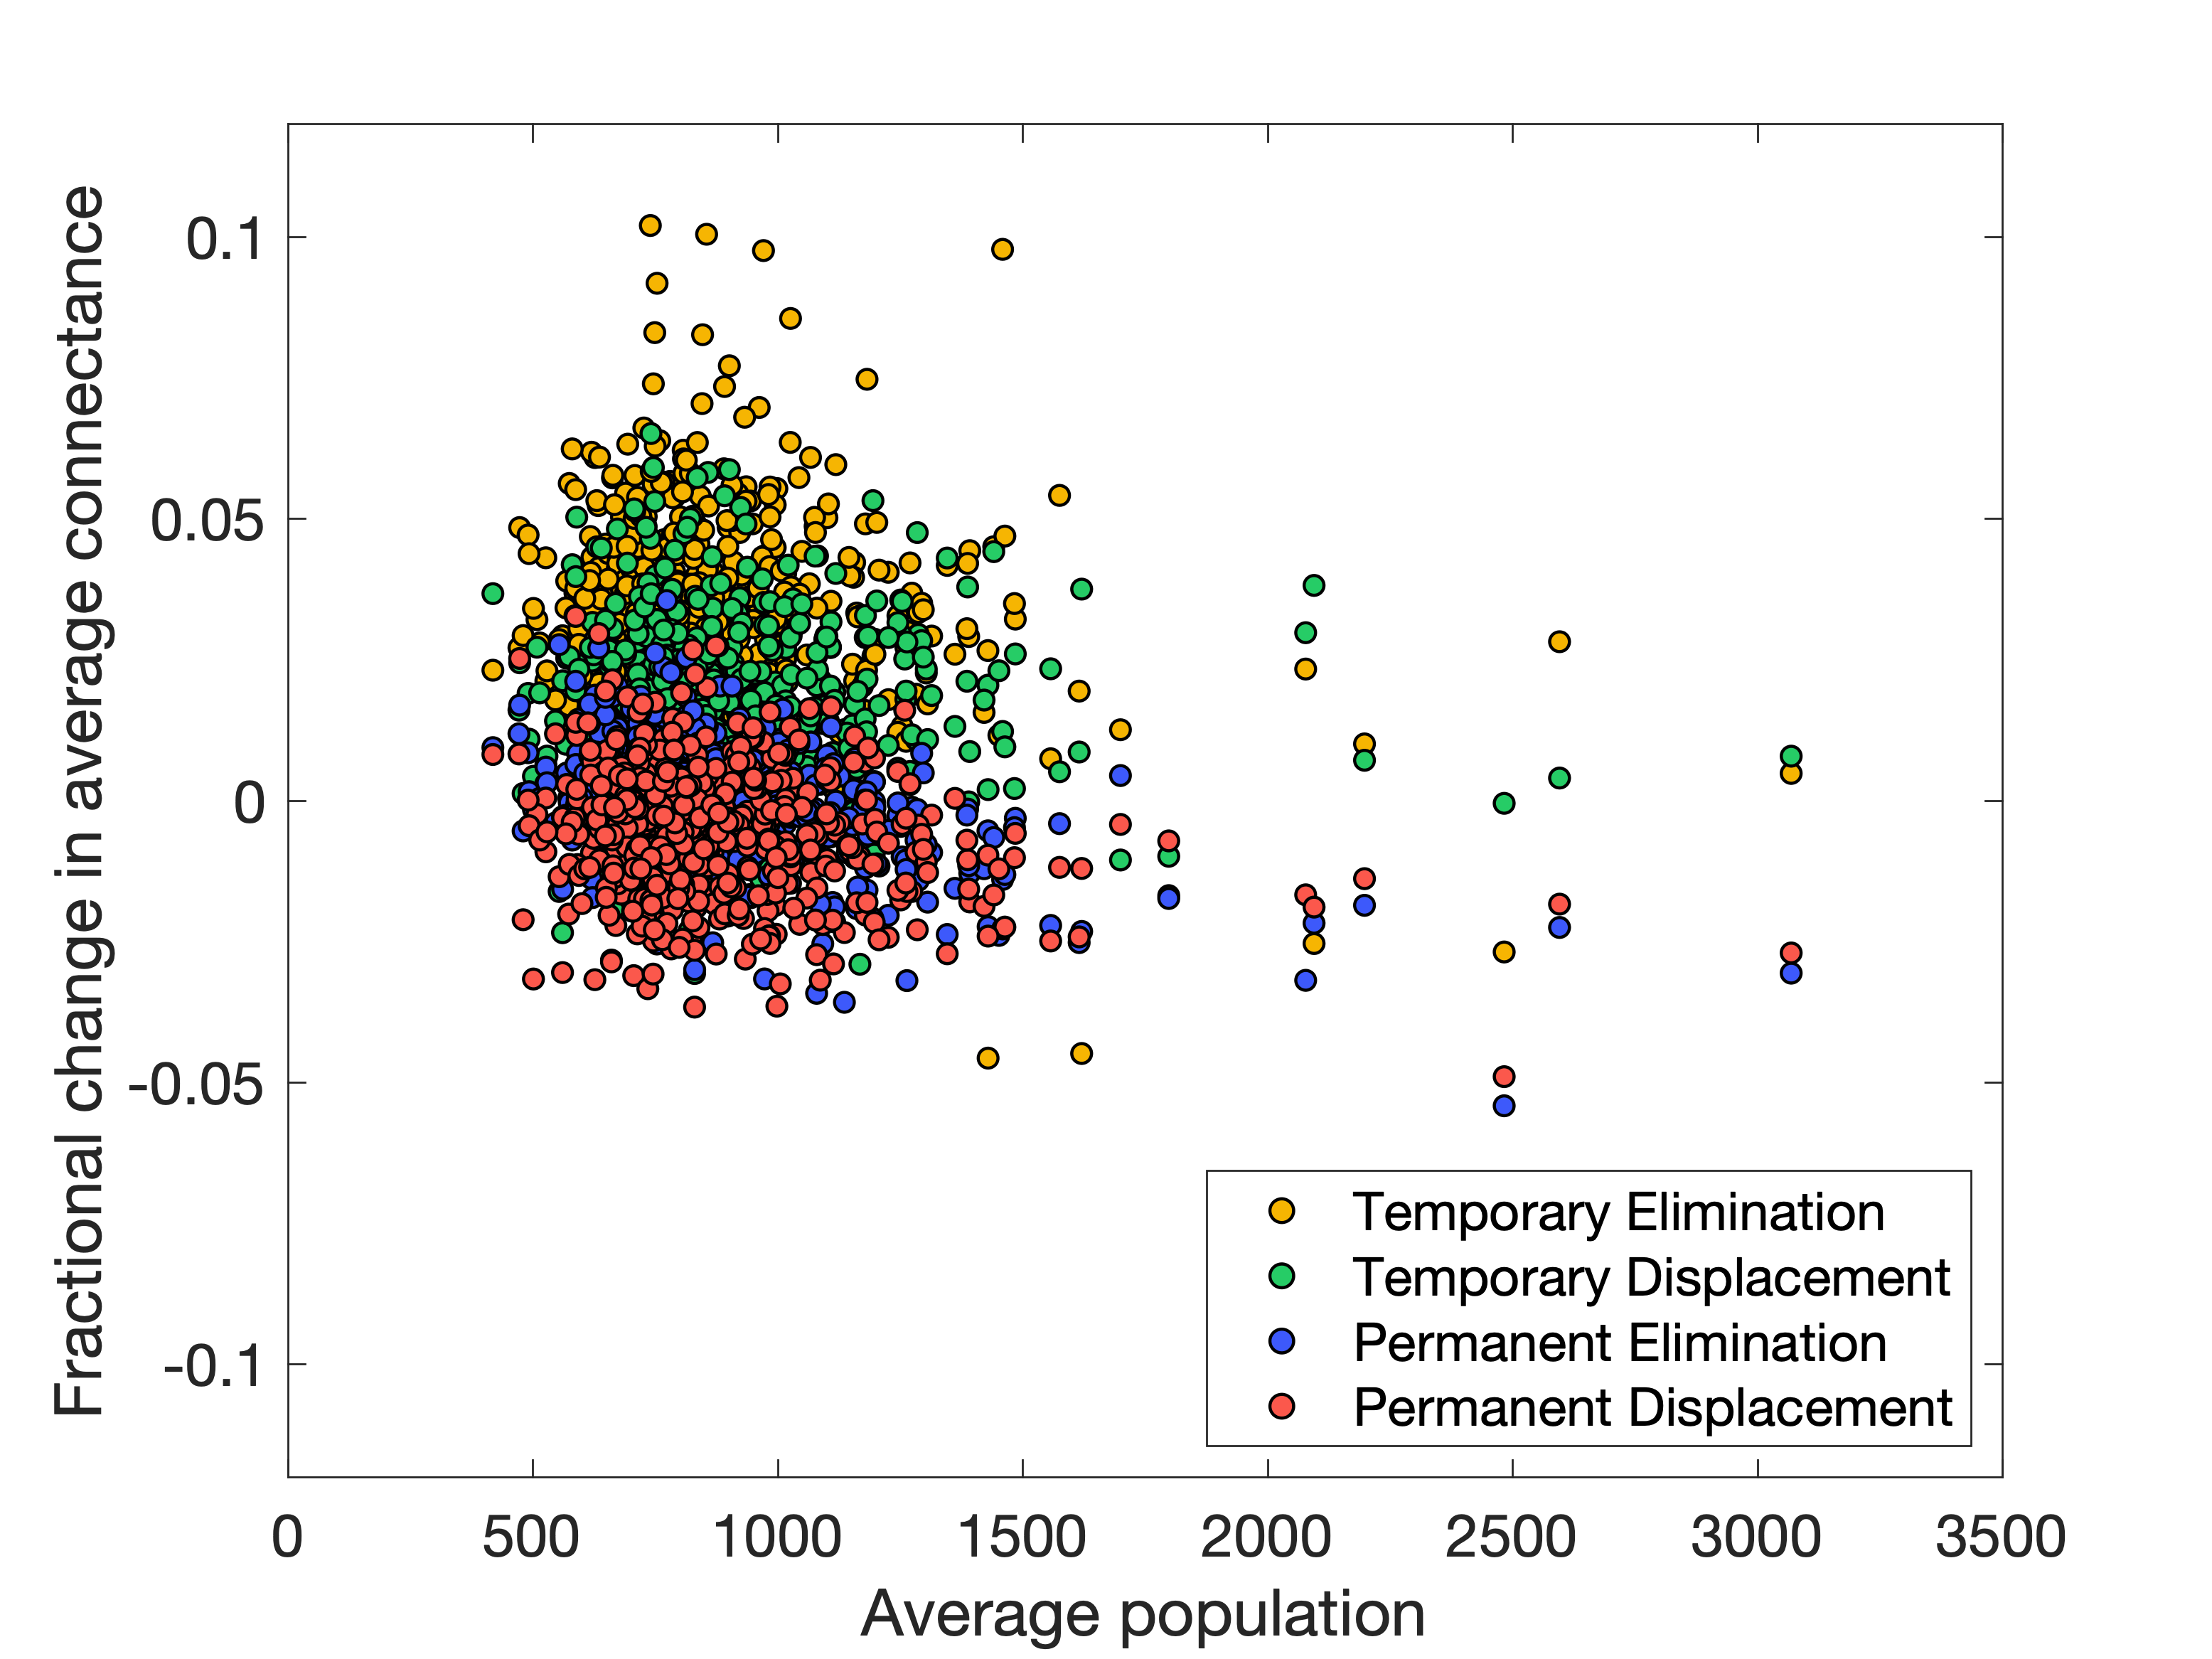 Fractional change in average connectance
0.1
0.05
0
-0.05
-0.1
Temporary Elimination
Temporary Displacement
Permanent Elimination
Permanent Displacement
0 500 1000 1500 2000 2500 3000 3500
Average population